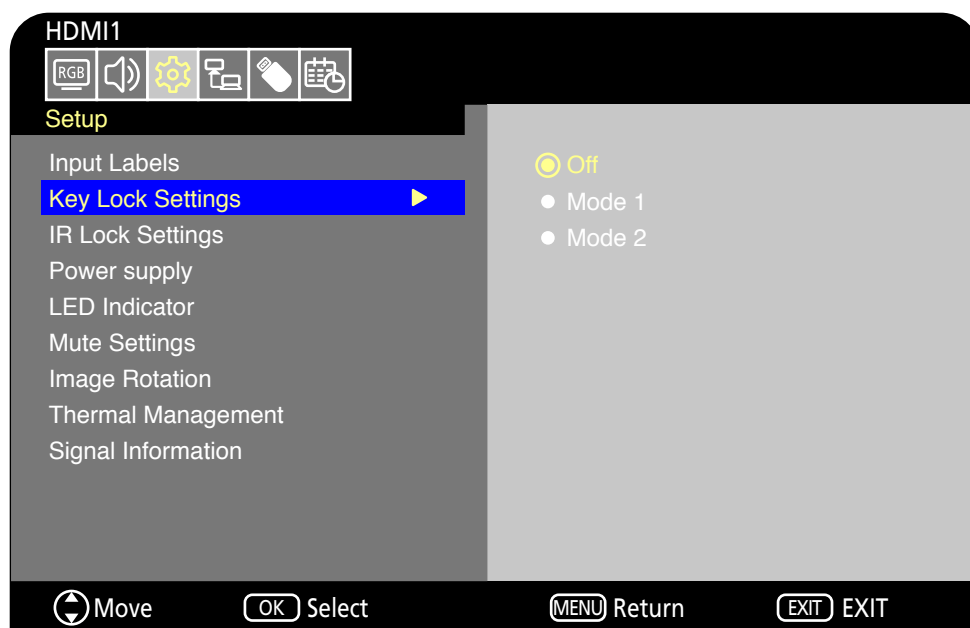 HDMI1
RGB
Setup
Input Labels
Key Lock Settings
IR Lock Settings
Power supply
LED Indicator
Mute Settings
Image Rotation
Thermal Management
Signal Information
Off
Mode 1
Mode 2
Move OK Select MENU Return EXIT EXIT